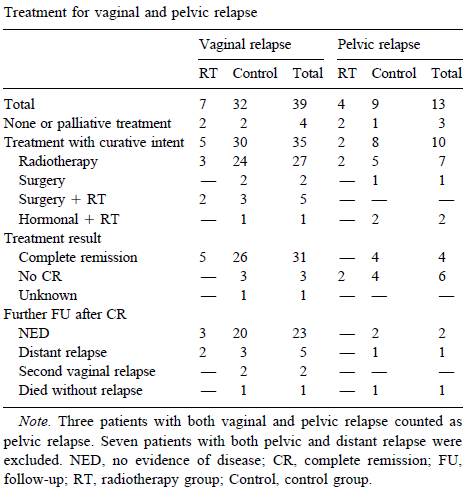 Treatment for vaginal and pelvic relapse
Vaginal relapse Pelvic relapse
RT Control Total RT Control Total
Total 7 32 39 4 9 13
None or palliative treatment 2 2 4 2 1 3
Treatment with curative intent 5 30 35 2 8 10
Radiotherapy 3 24 27 2 5 7
Surgery — 2 2 — 1 1
Surgery + RT 2 3 5 — — —
Hormonal + RT — 1 1 — 2 2
Treatment result
Complete remission 5 26 31 — 4 4
No CR — 3 3 2 4 6
Unknown — 1 1 — — —
Further FU after CR
NED 3 20 23 — 2 2
Distant relapse 2 3 5 — 1 1
Second vaginal relapse — 2 2 — — —
Died without relapse — 1 1 — 1 1
Note. Three patients with both vaginal and pelvic relapse counted as
pelvic relapse. Seven patients with both pelvic and distant relapse were
excluded. NED, no evidence of disease; CR, complete remission; FU,
follow-up; RT, radiotherapy group; Control, control group.